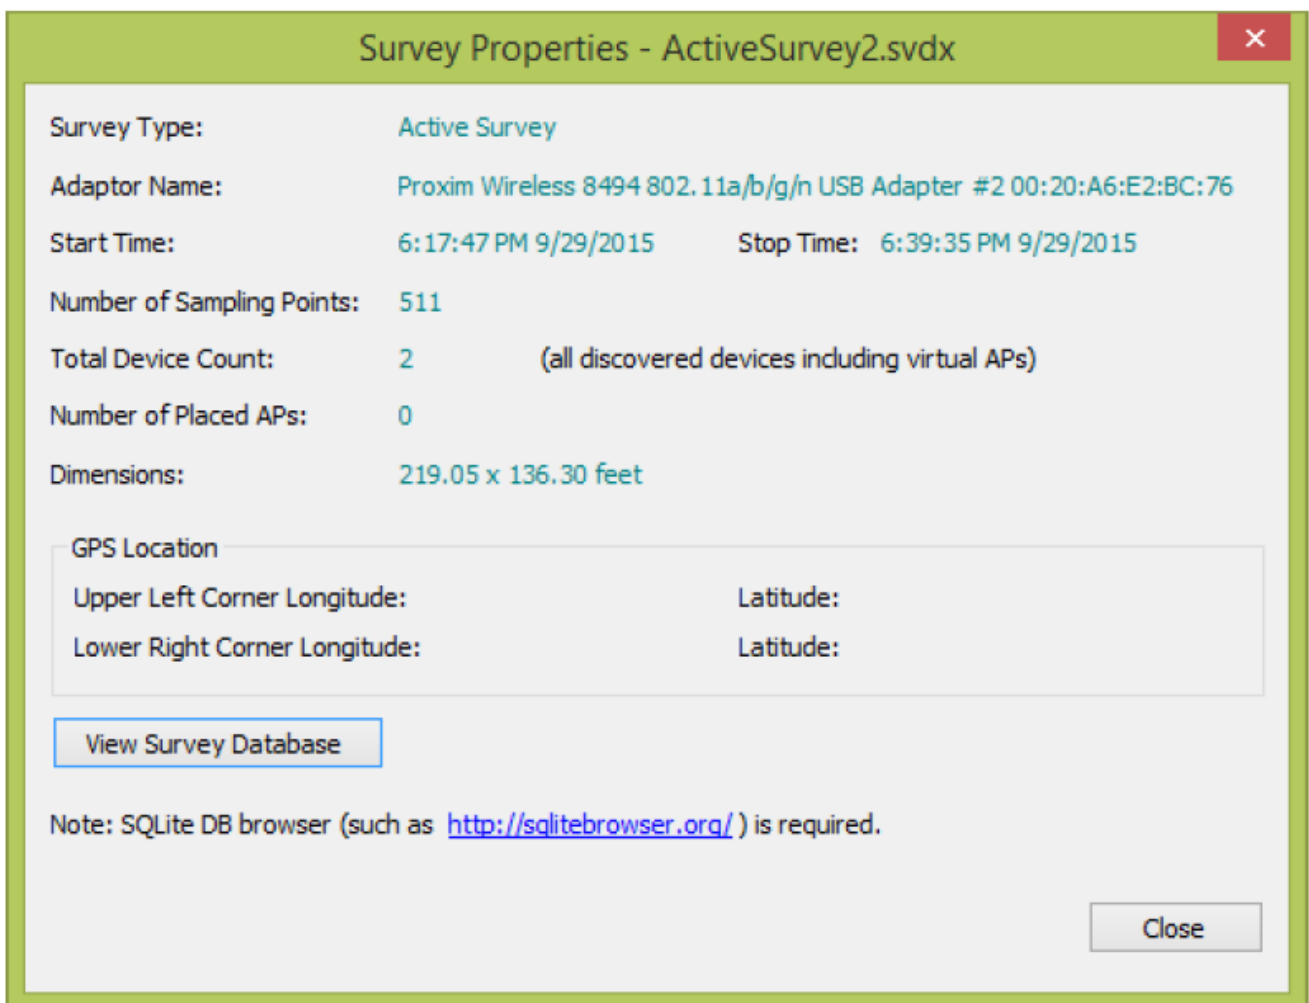 Survey Properties - ActiveSurvey2.svdx
Survey Type: Active Survey
Adaptor Name: Proxim Wireless 8494 802.11a/b/g/n USB Adapter #2 00:20:A6:E2:BC:76
Start Time: 6:17:47 PM 9/29/2015 Stop Time: 6:39:35 PM 9/29/2015
Number of Sampling Points: 511
Total Device Count: 2 (all discovered devices including virtual APs)
Number of Placed APs: 0
Dimensions: 219.05 x 136.30 feet
GPS Location
Upper Left Corner Longitude: Latitude:
Lower Right Corner Longitude: Latitude:
View Survey Database
Note: SQLite DB browser (such as http://sqlitebrowser.org/ ) is required.
Close